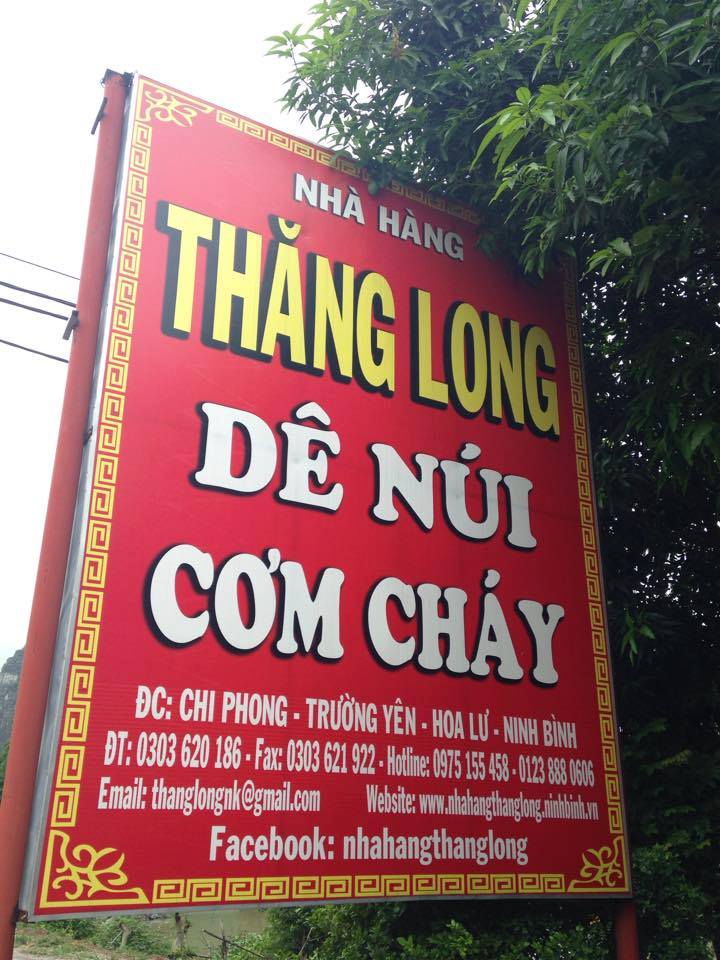 NHÀ HÀNG
THĂNG LONG
DÊ NÚI
CƠM CHÁY
ĐC: CHI PHONG - TRƯỜNG YÊN - HOA LƯ - NINH BÌNH
ĐT: 0303 620 186 - Fax: 0303 621 922 - Hotline: 0975 155 458 - 0123 888 0606
Email: thanglongnk@gmail.com Website: www.nhahangthanglong.ninhbinh.vn
Facebook: nhahangthanglong